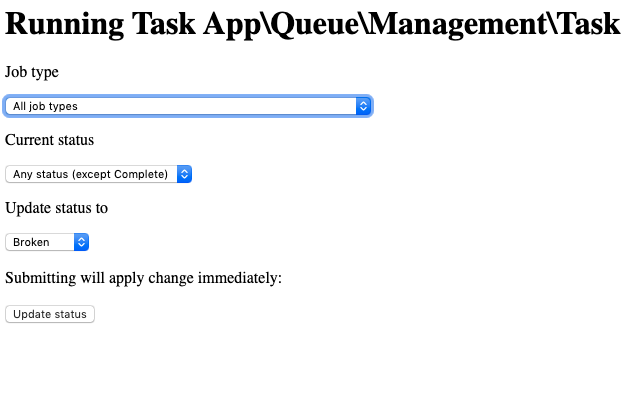 Running Task App\Queue\Management\Task
Job type
All job types
Current status
Any status (except Complete)
Update status to
Broken
Submitting will apply change immediately:
Update status